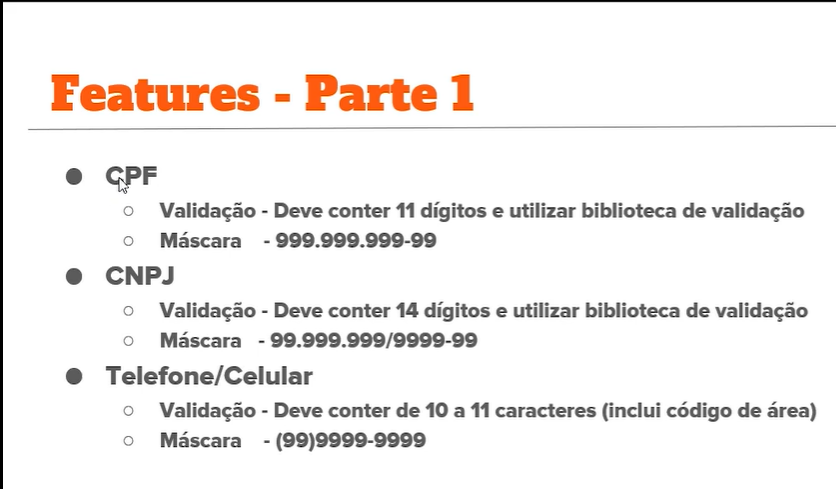 Features - Parte 1
CPF
Validação - Deve conter 11 dígitos e utilizar biblioteca de validação
Máscara - 999.999.999-99
CNPJ
Validação - Deve conter 14 dígitos e utilizar biblioteca de validação
Máscara - 99.999.999/9999-99
Telefone/Celular
Validação - Deve conter de 10 a 11 caracteres (inclui código de área)
Máscara - (99)9999-9999